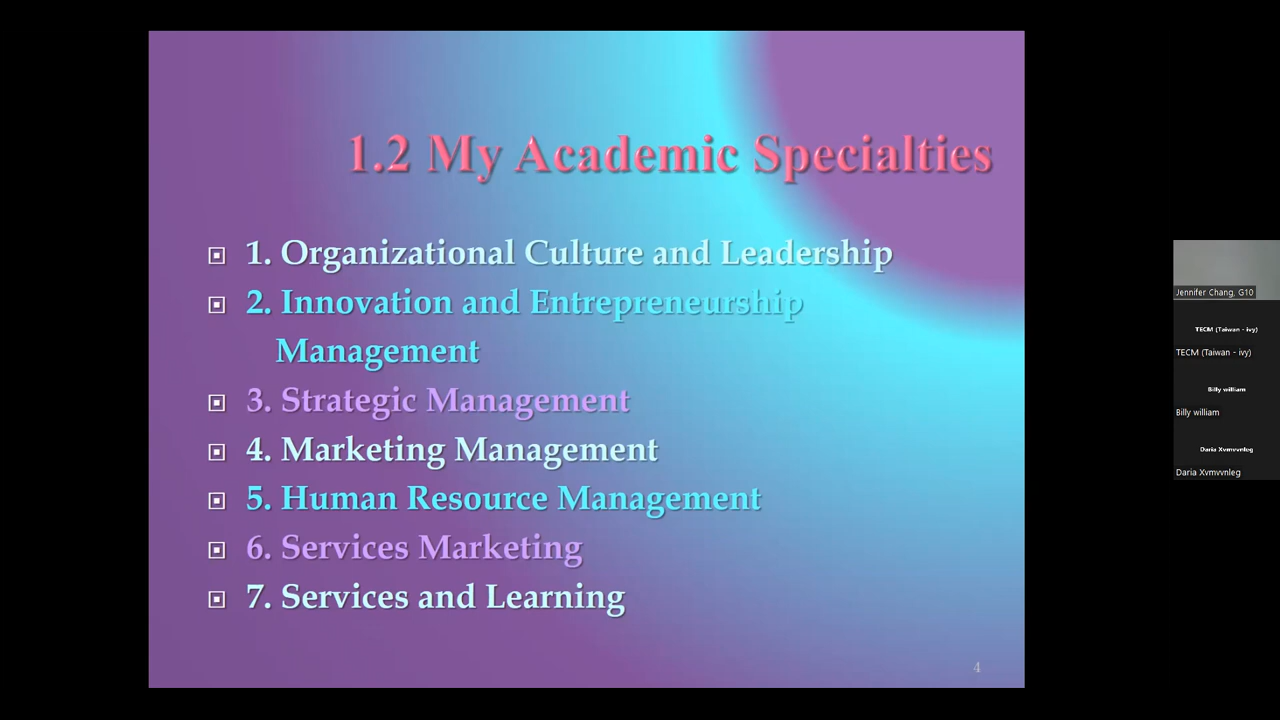 1.2 My Academic Specialties
1. Organizational Culture and Leadership
2. Innovation and Entrepreneurship
Management
3. Strategic Management
4. Marketing Management
5. Human Resource Management
6. Services Marketing
7. Services and Learning
4
Jennifer Chang, G10
TECM (Taiwan - ivy)
TECM (Taiwan - ivy)
Billy william
Billy william
Daria Xvmvvnleg
Daria Xvmvvnleg